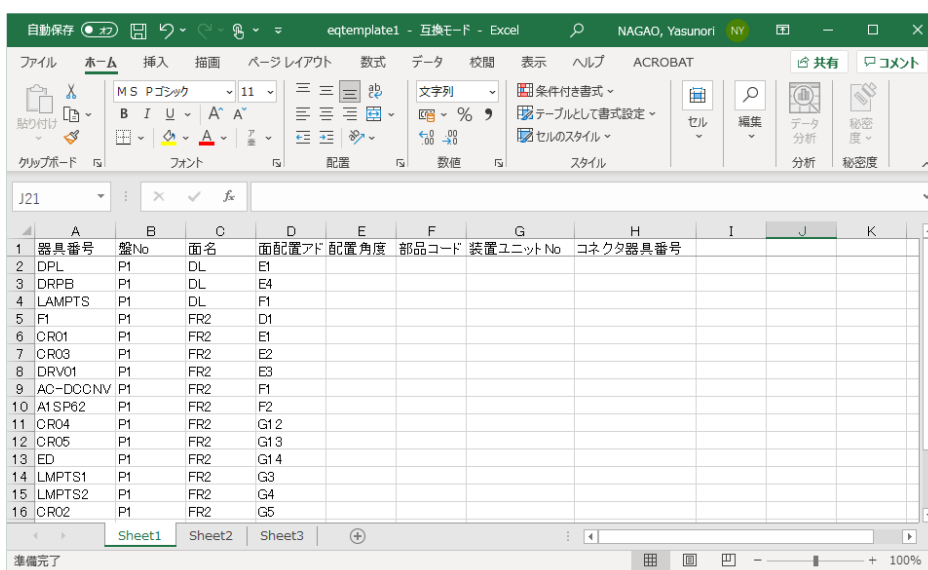 自動保存 オフ eqtemplate1 - 互換モード - Excel NAGAO, Yasunori NY
ファイル ホーム 挿入 描画 ページ レイアウト 数式 データ 校閲 表示 ヘルプ ACROBAT 共有 コメント
貼り付け MS Pゴシック 11 B I U 文字列 条件付き書式 テーブルとして書式設定 セルのスタイル セル 編集 データ分析 秘密度
クリップボード フォント 配置 数値 スタイル 分析 秘密度
J21 fx
A B C D E F G H I J K
1 器具番号 盤No 面名 面配置アド 配置角度 部品コード 装置ユニットNo コネクタ器具番号
2 DPL P1 DL E1
3 DRPB P1 DL E4
4 LAMPTS P1 DL F1
5 F1 P1 FR2 D1
6 CR01 P1 FR2 E1
7 CR03 P1 FR2 E2
8 DRV01 P1 FR2 E3
9 AC-DCCNV P1 FR2 F1
10 A1SP62 P1 FR2 F2
11 CR04 P1 FR2 G12
12 CR05 P1 FR2 G13
13 ED P1 FR2 G14
14 LMPTS1 P1 FR2 G3
15 LMPTS2 P1 FR2 G4
16 CR02 P1 FR2 G5
Sheet1 Sheet2 Sheet3
準備完了 100%